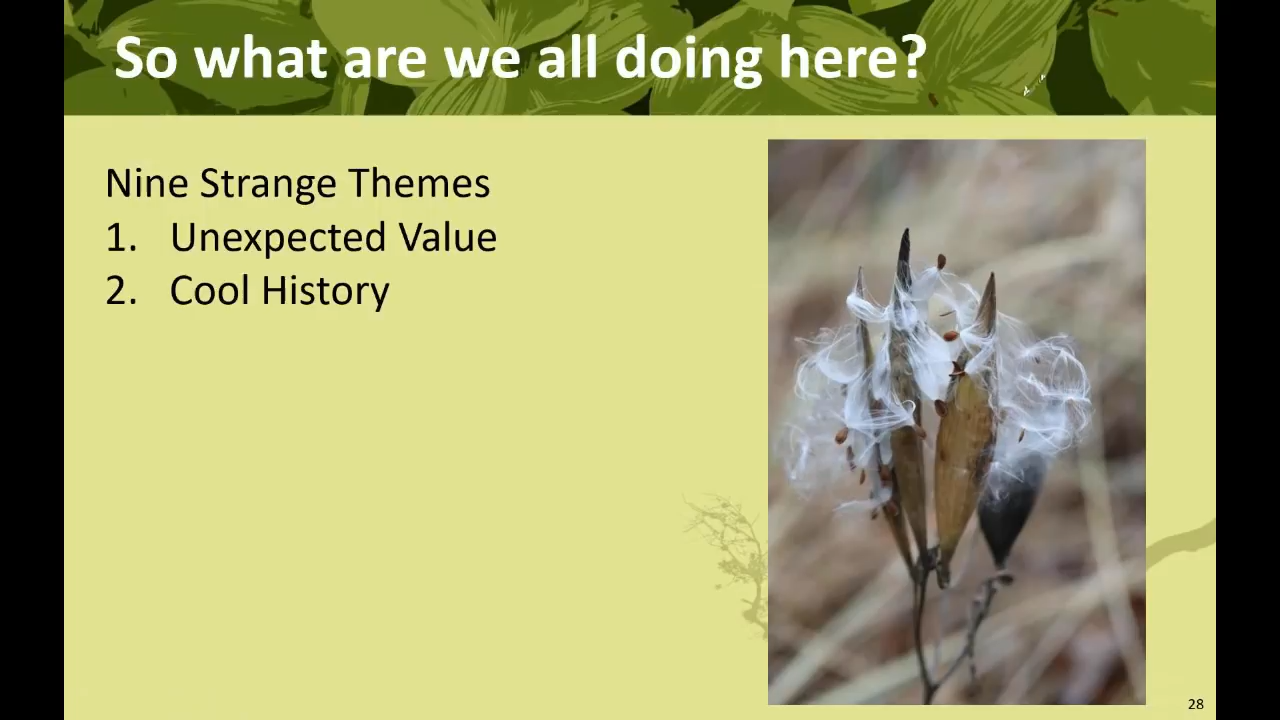 So what are we all doing here?
Nine Strange Themes
1. Unexpected Value
2. Cool History
28